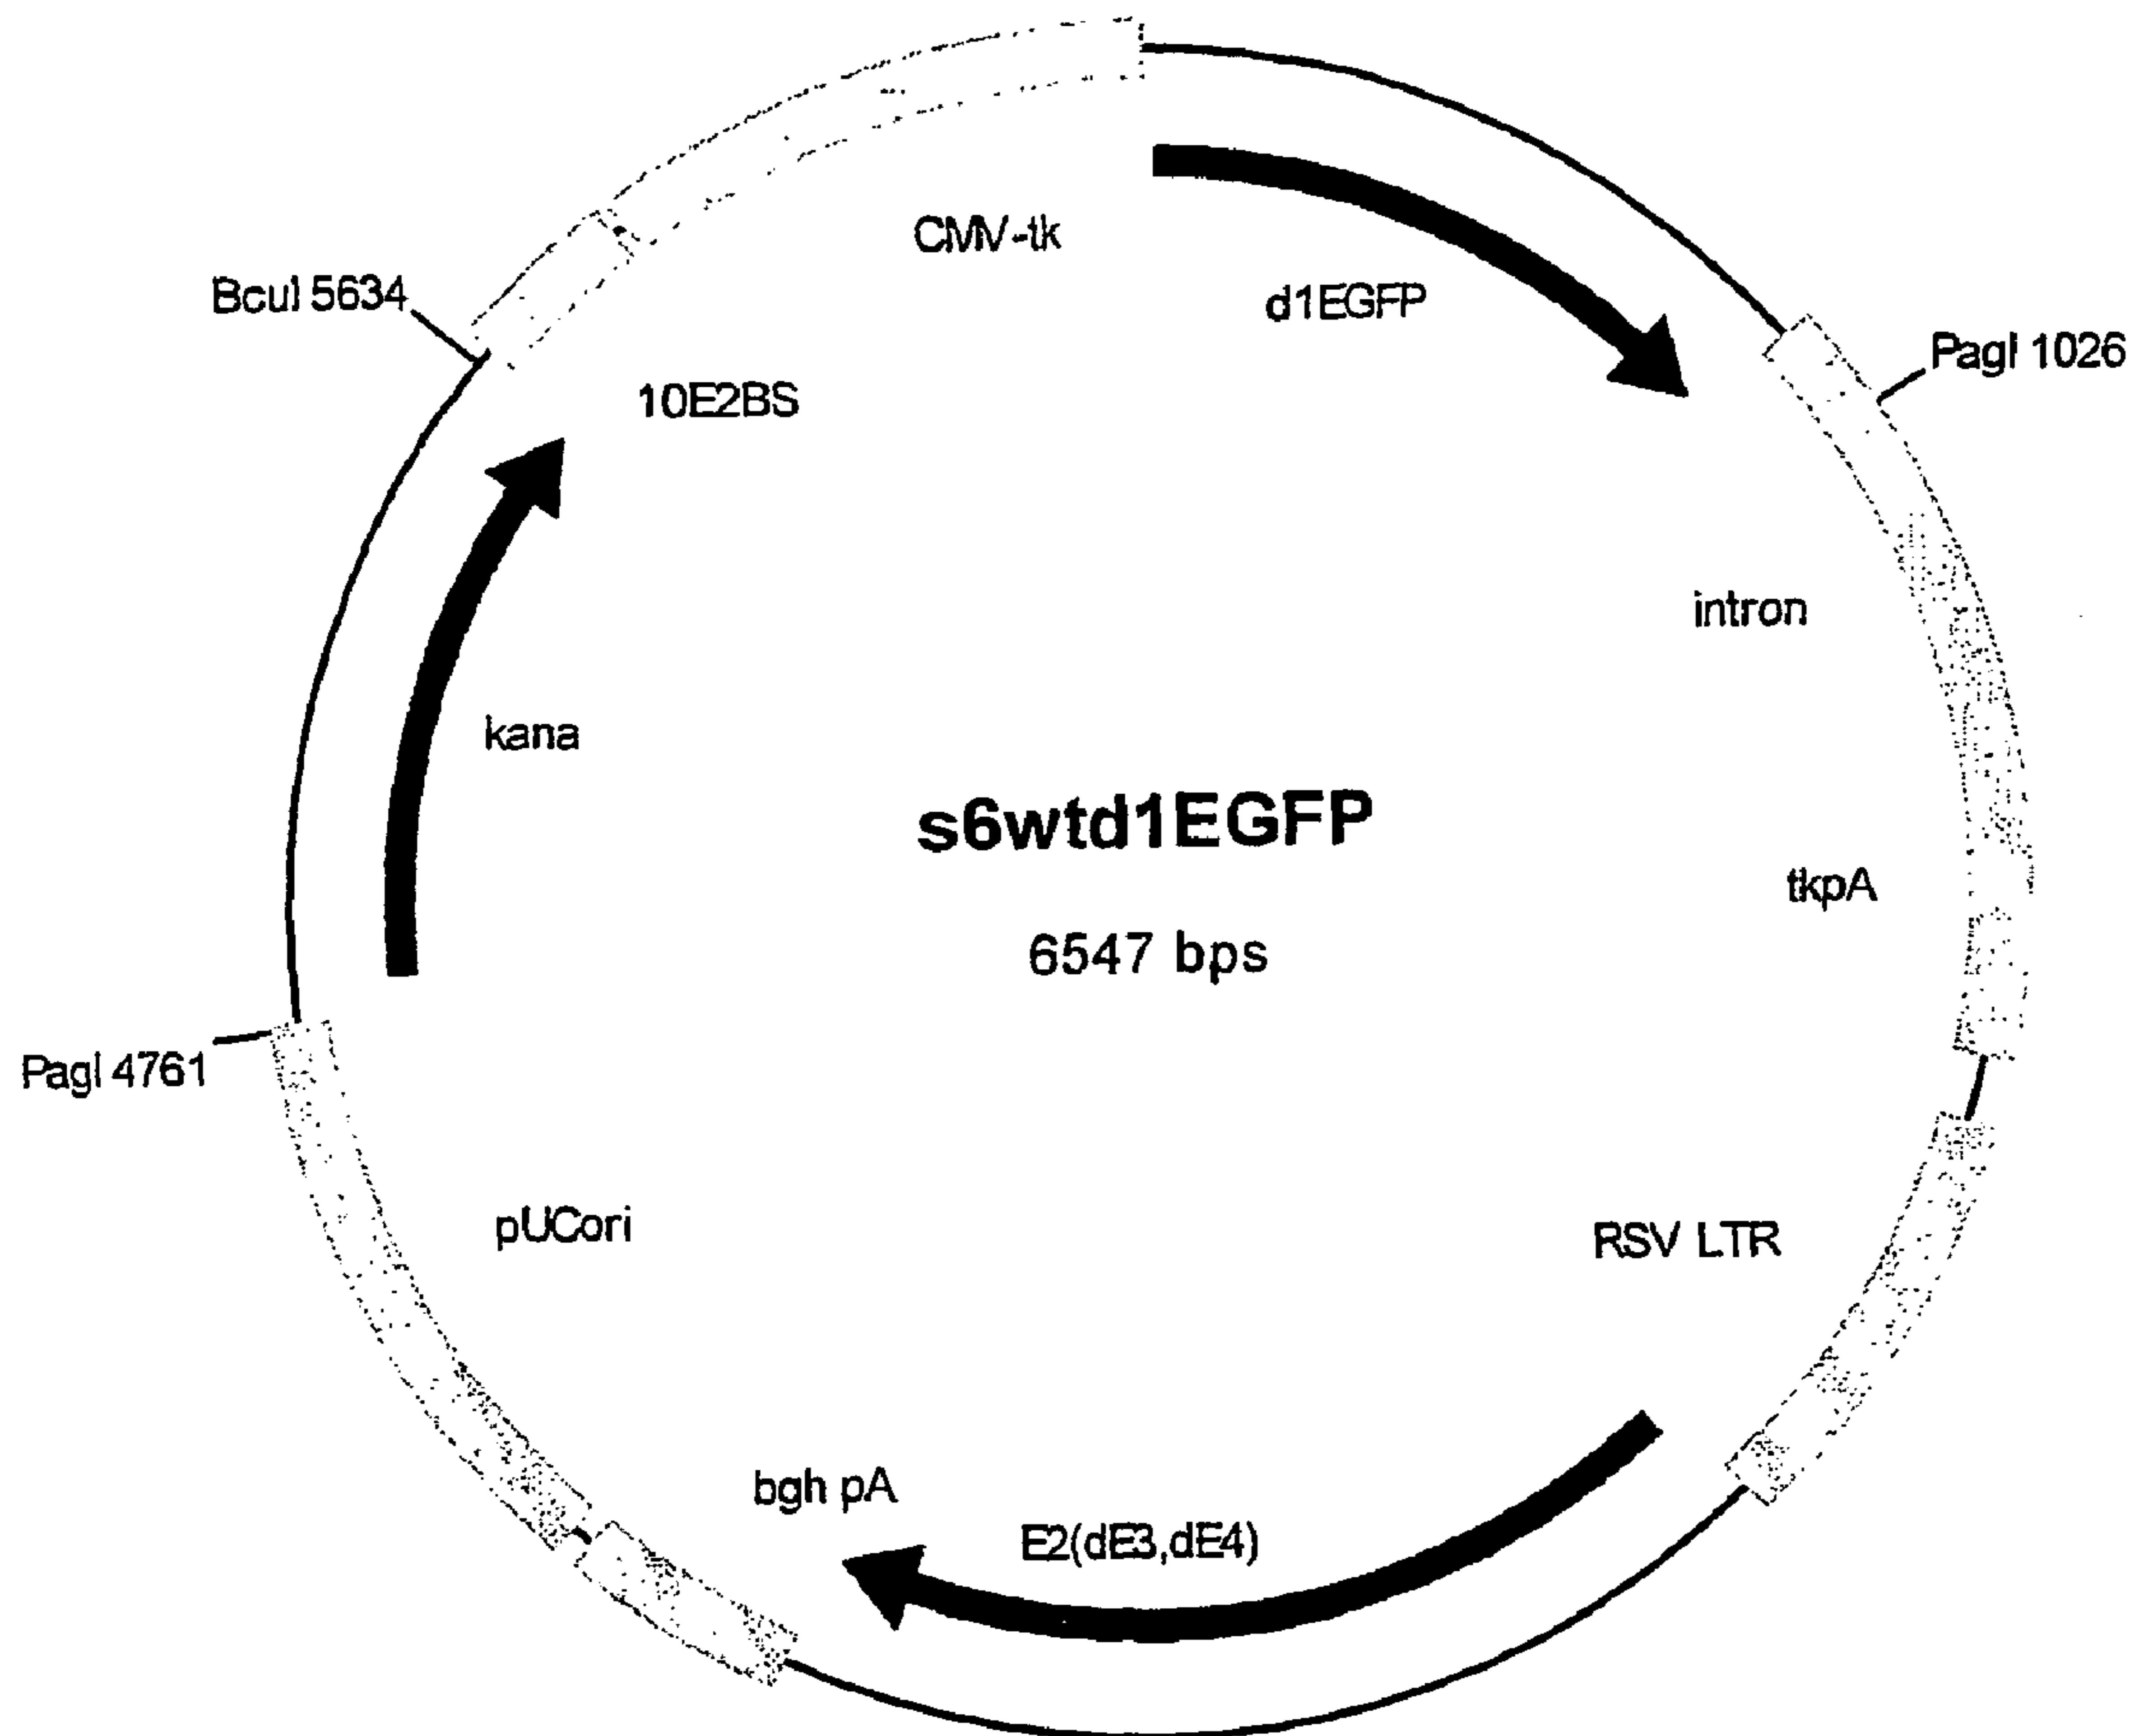 CMV-tk
d1EGFP
BcuI 5634
PagI 1026
10E2BS
intron
kana
s6wtd1EGFP
tkpA
6547 bps
PagI 4761
pUCori
RSV LTR
bgh pA
E2(dE3,dE4)